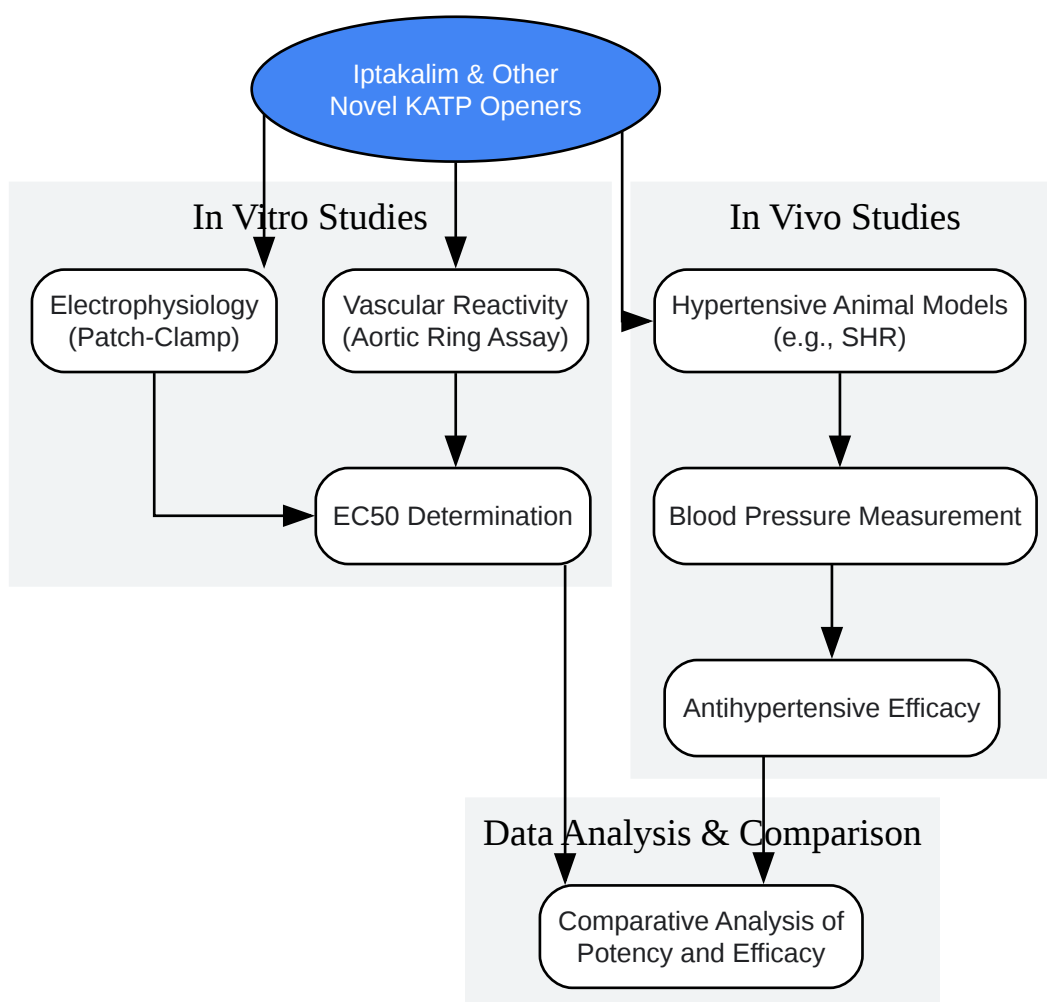 Iptakalim & Other
Novel KATP Openers
In Vitro Studies
In Vivo Studies
Electrophysiology
(Patch-Clamp)
Vascular Reactivity
(Aortic Ring Assay)
Hypertensive Animal Models
(e.g., SHR)
EC50 Determination
Blood Pressure Measurement
Antihypertensive Efficacy
Data Analysis & Comparison
Comparative Analysis of
Potency and Efficacy